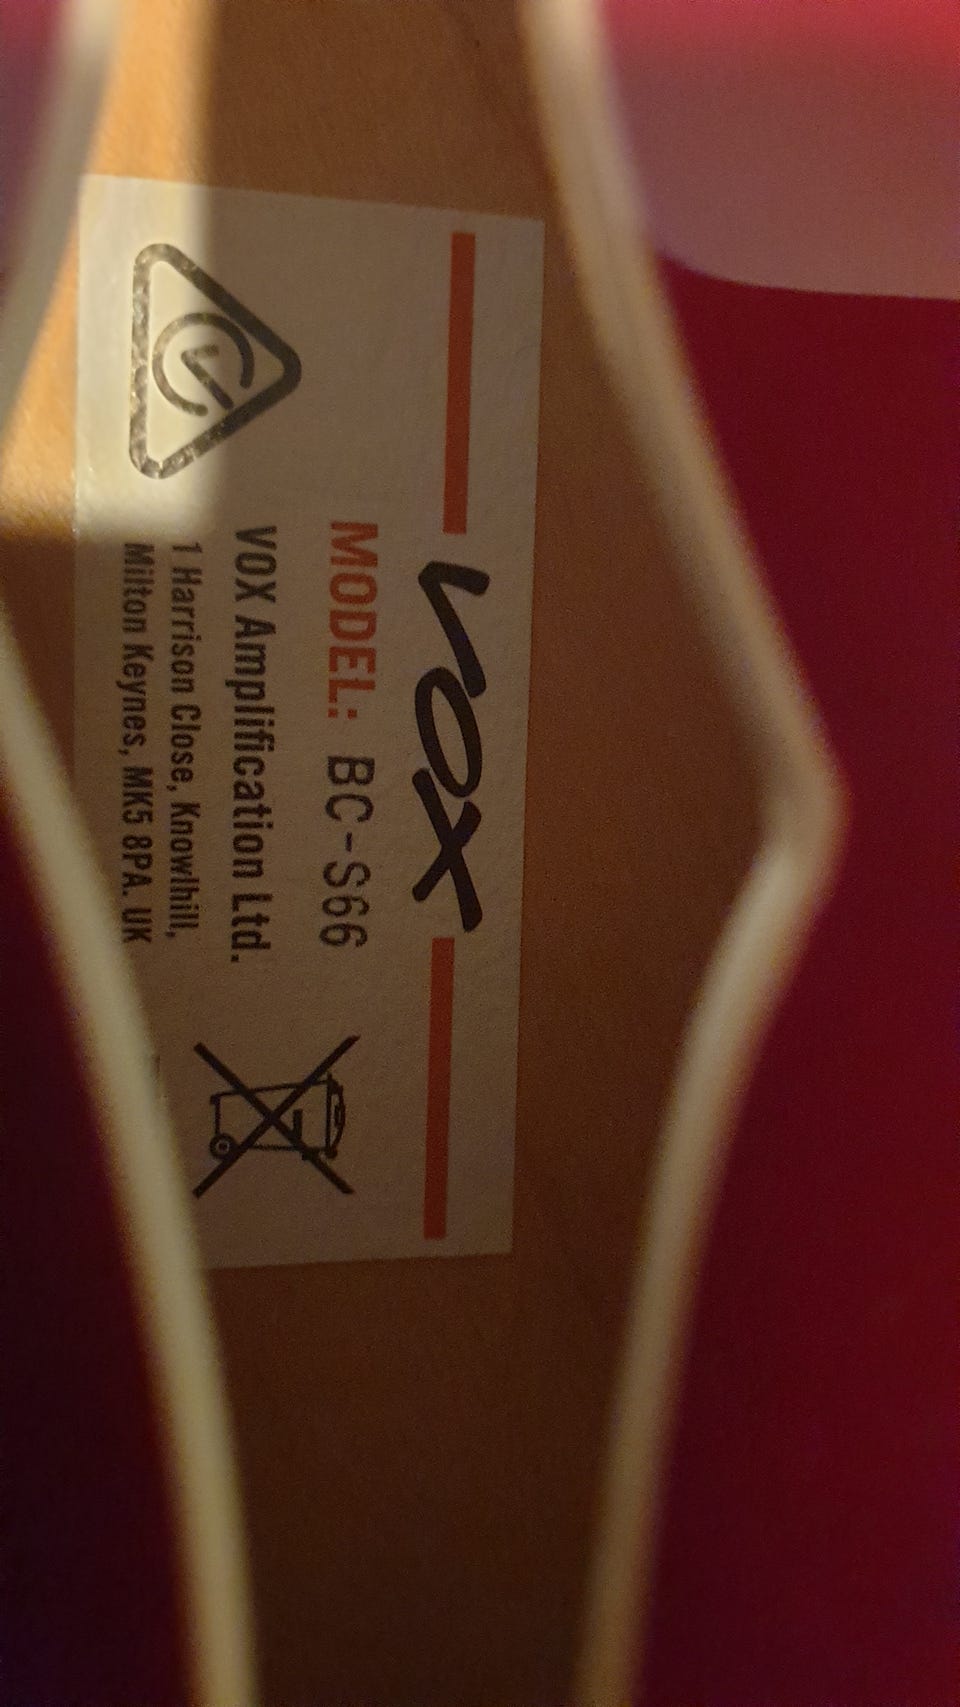 VOX
MODEL: BC-S66
VOX Amplification Ltd.
1 Harrison Close, Knowlhill,
Milton Keynes, MK5 8PA. UK